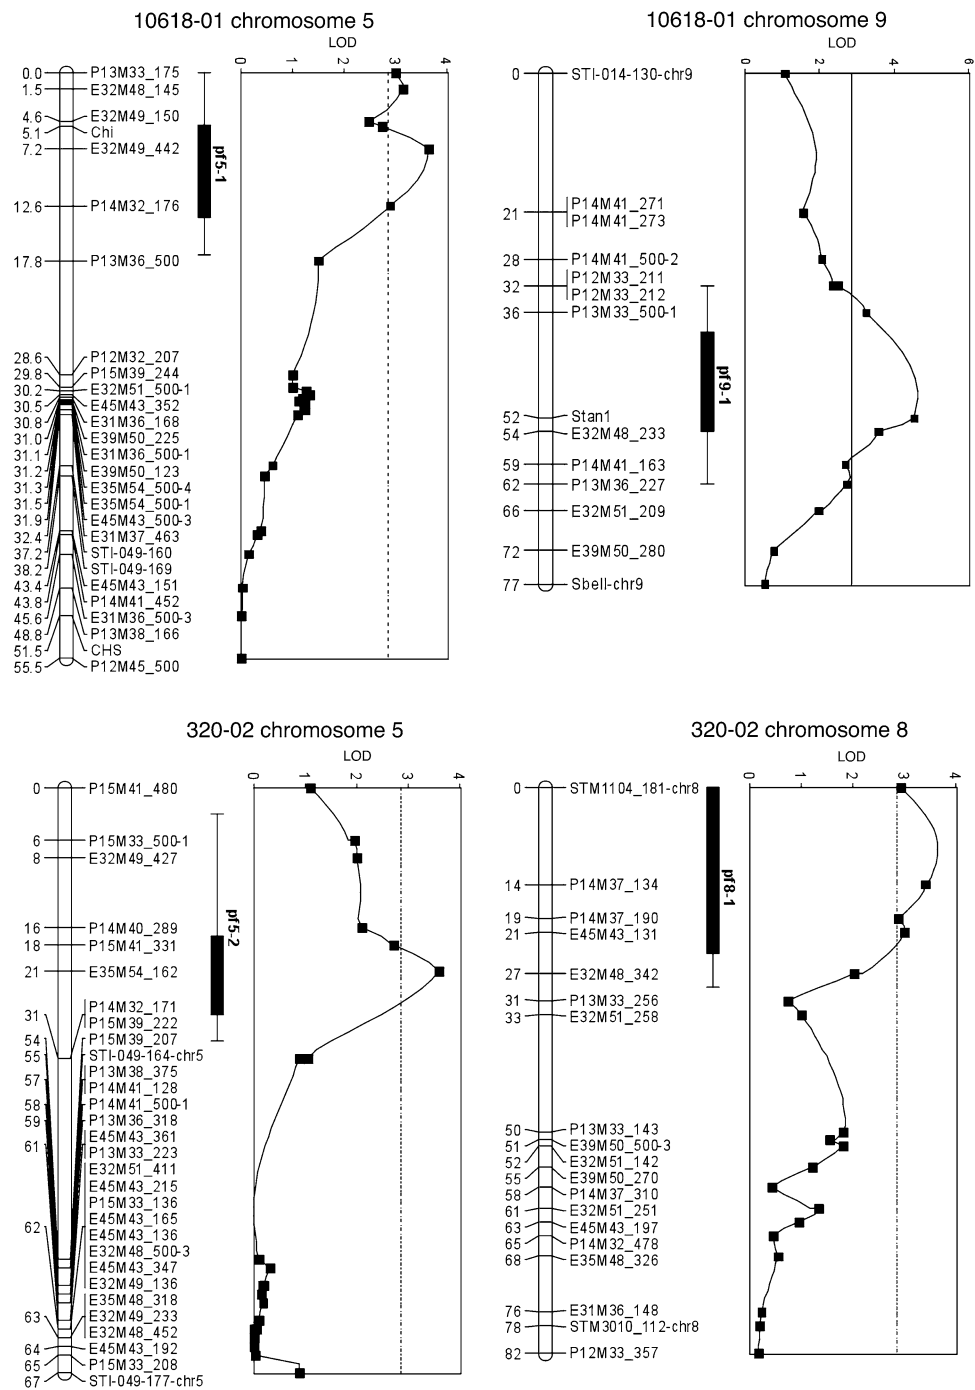 10618-01 chromosome 5
LOD
0 1 2 3 4
0.0 P13M33_175
1.5 E32M48_145
4.6 E32M49_150
5.1 Chi
7.2 E32M49_442
12.6 P14M32_176
17.8 P13M36_500
28.6 P12M32_207
29.8 P15M39_244
30.2 E32M51_500-1
30.5 E45M43_352
30.8 E31M36_168
31.0 E39M50_225
31.1 E31M36_500-1
31.2 E39M50_123
31.3 E35M54_500-4
31.5 E35M54_500-1
31.9 E45M43_500-3
32.4 E31M37_463
37.2 STI-049-160
38.2 STI-049-169
43.4 E45M43_151
43.8 P14M41_452
45.6 E31M36_500-3
48.8 P13M38_166
51.5 CHS
55.5 P12M45_500
pf5-1
10618-01 chromosome 9
LOD
0 2 4 6
0 STI-014-130-chr9
P14M41_271
21
P14M41_273
28 P14M41_500-2
P12M33_211
32
P12M33_212
36 P13M33_500-1
52 Stan1
54 E32M48_233
59 P14M41_163
62 P13M36_227
66 E32M51_209
72 E39M50_280
77 Sbell-chr9
pf9-1
320-02 chromosome 5
LOD
0 1 2 3 4
0 P15M41_480
6 P15M33_500-1
8 E32M49_427
16 P14M40_289
18 P15M41_331
21 E35M54_162
P14M32_171
31
P15M39_222
54 P15M39_207
55 STI-049-164-chr5
P13M38_375
57
P14M41_128
58 P14M41_500-1
59 P13M36_318
E45M43_361
61
P13M33_223
E32M51_411
E45M43_215
P15M33_136
E45M43_165
62
E45M43_136
E32M48_500-3
E45M43_347
E32M49_136
E35M48_318
63 E32M49_233
E32M48_452
64 E45M43_192
65 P15M33_208
67 STI-049-177-chr5
pf5-2
320-02 chromosome 8
LOD
0 1 2 3 4
0 STM1104_181-chr8
14 P14M37_134
19 P14M37_190
21 E45M43_131
27 E32M48_342
31 P13M33_256
33 E32M51_258
50 P13M33_143
51 E39M50_500-3
52 E32M51_142
55 E39M50_270
58 P14M37_310
61 E32M51_251
63 E45M43_197
65 P14M32_478
68 E35M48_326
76 E31M36_148
78 STM3010_112-chr8
82 P12M33_357
pf8-1